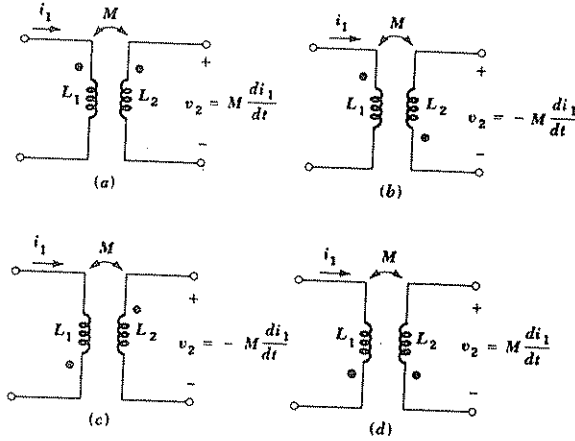 i₁ M
L₁ L₂ + v₂ = M di₁/dt −
(a)
i₁ M
L₁ L₂ + v₂ = − M di₁/dt −
(b)
i₁ M
L₁ L₂ + v₂ = − M di₁/dt −
(c)
i₁ M
L₁ L₂ + v₂ = M di₁/dt −
(d)